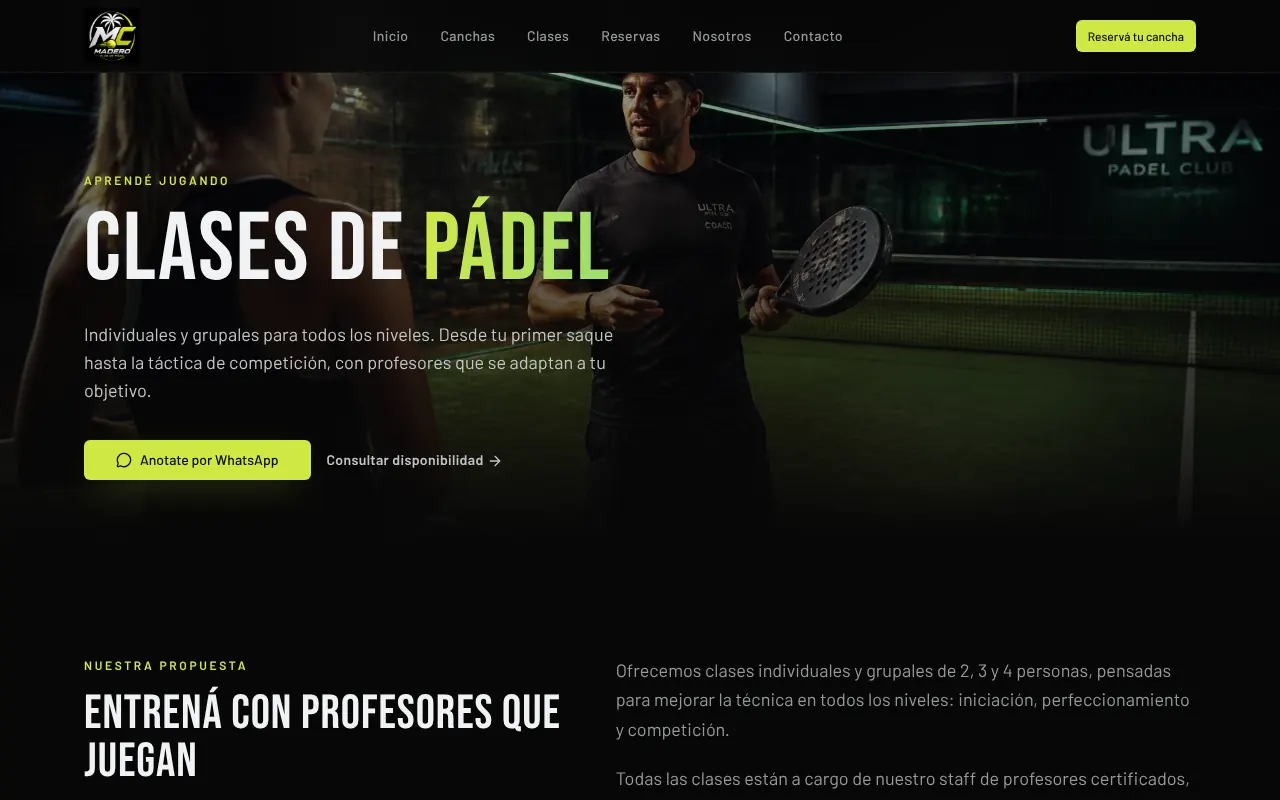 MC
MADERO
Inicio
Canchas
Clases
Reservas
Nosotros
Contacto
Reservá tu cancha
ULTRA
PADEL CLUB
ULTRA
COACH
APRENDÉ JUGANDO
CLASES DE PÁDEL
Individuales y grupales para todos los niveles. Desde tu primer saque
hasta la táctica de competición, con profesores que se adaptan a tu
objetivo.
Anotate por WhatsApp
Consultar disponibilidad →
NUESTRA PROPUESTA
ENTRENÁ CON PROFESORES QUE
JUEGAN
Ofrecemos clases individuales y grupales de 2, 3 y 4 personas, pensadas
para mejorar la técnica en todos los niveles: iniciación, perfeccionamiento
y competición.
Todas las clases están a cargo de nuestro staff de profesores certificados,